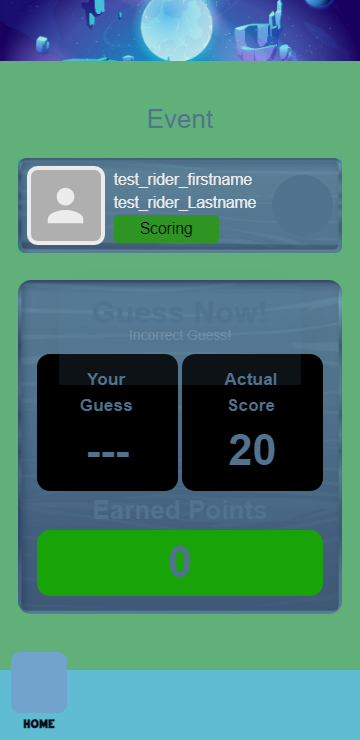 Event
test_rider_firstname
test_rider_Lastname
Scoring
Guess Now!
Incorrect Guess!
Your
Guess
---
Actual
Score
20
Earned Points
0
HOME